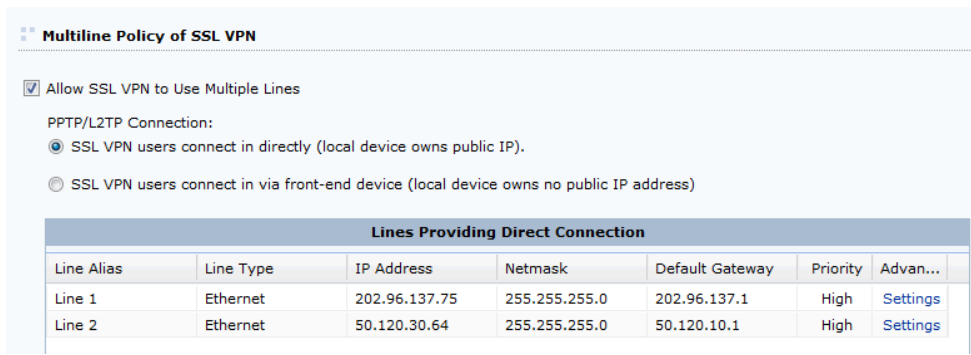 Multiline Policy of SSL VPN
Allow SSL VPN to Use Multiple Lines
PPTP/L2TP Connection:
SSL VPN users connect in directly (local device owns public IP).
SSL VPN users connect in via front-end device (local device owns no public IP address)
Lines Providing Direct Connection
Line Alias Line Type IP Address Netmask Default Gateway Priority Advan...
Line 1 Ethernet 202.96.137.75 255.255.255.0 202.96.137.1 High Settings
Line 2 Ethernet 50.120.30.64 255.255.255.0 50.120.10.1 High Settings